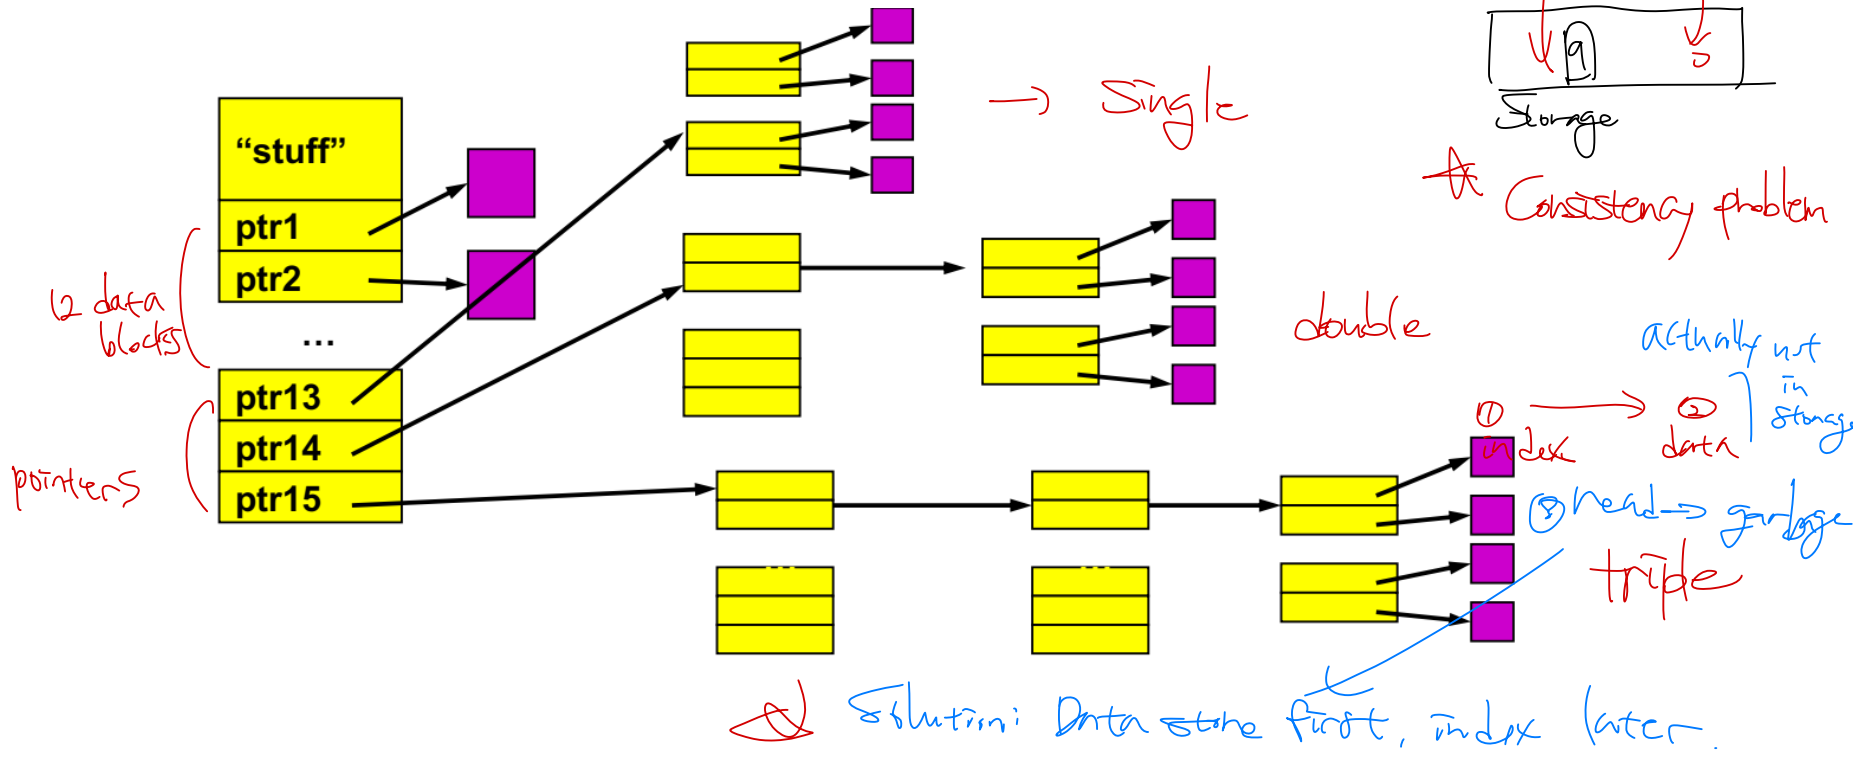 "stuff"
ptr1
ptr2
...
ptr13
ptr14
ptr15
12 data
blocks
pointers
→ Single
double
triple
Storage
Consistency problem
① → ②
index data
actually not
in
storage
③ read → garbage
Solution: Data store first, index later.